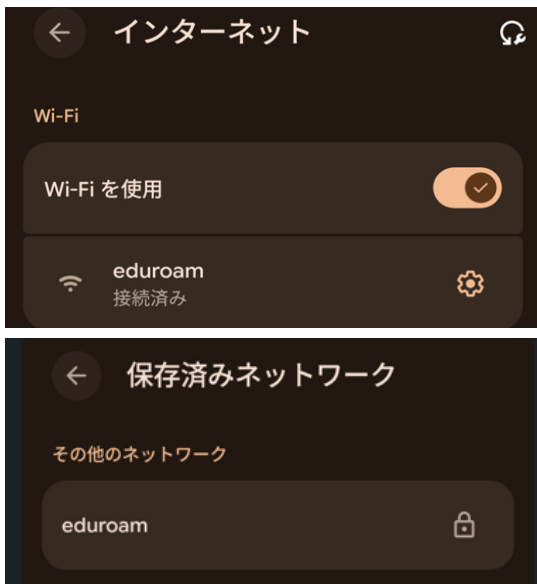 インターネット
Wi-Fi
Wi-Fi を使用
eduroam
接続済み
保存済みネットワーク
その他のネットワーク
eduroam